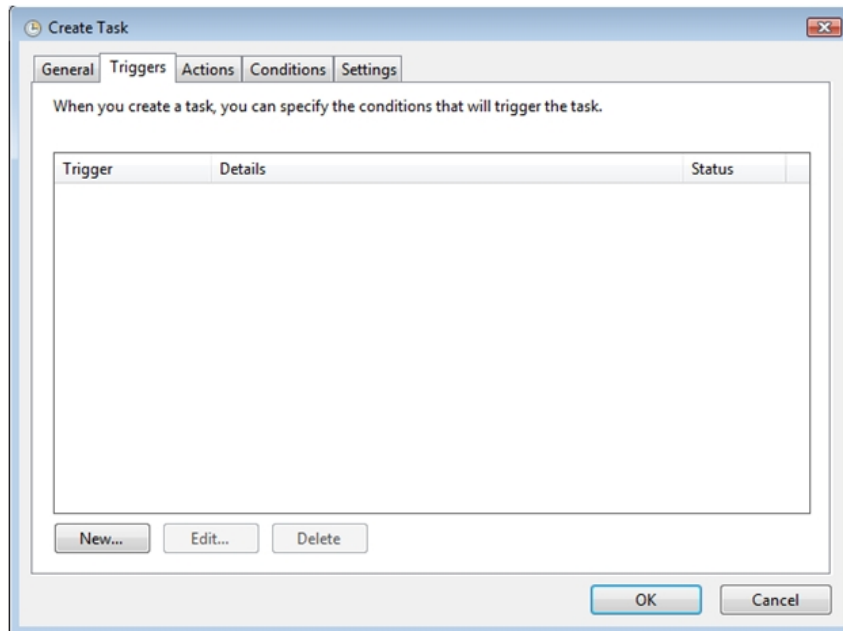 Create Task
General Triggers Actions Conditions Settings
When you create a task, you can specify the conditions that will trigger the task.
Trigger Details Status
New... Edit... Delete
OK Cancel